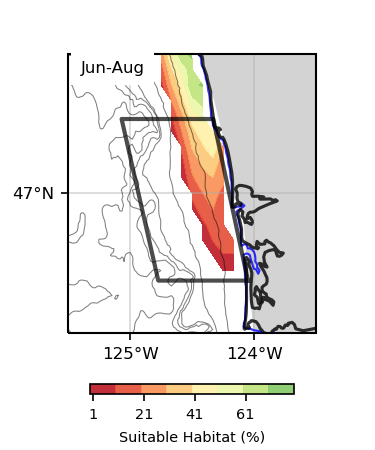 Jun-Aug
47°N
125°W 124°W
1 21 41 61
Suitable Habitat (%)